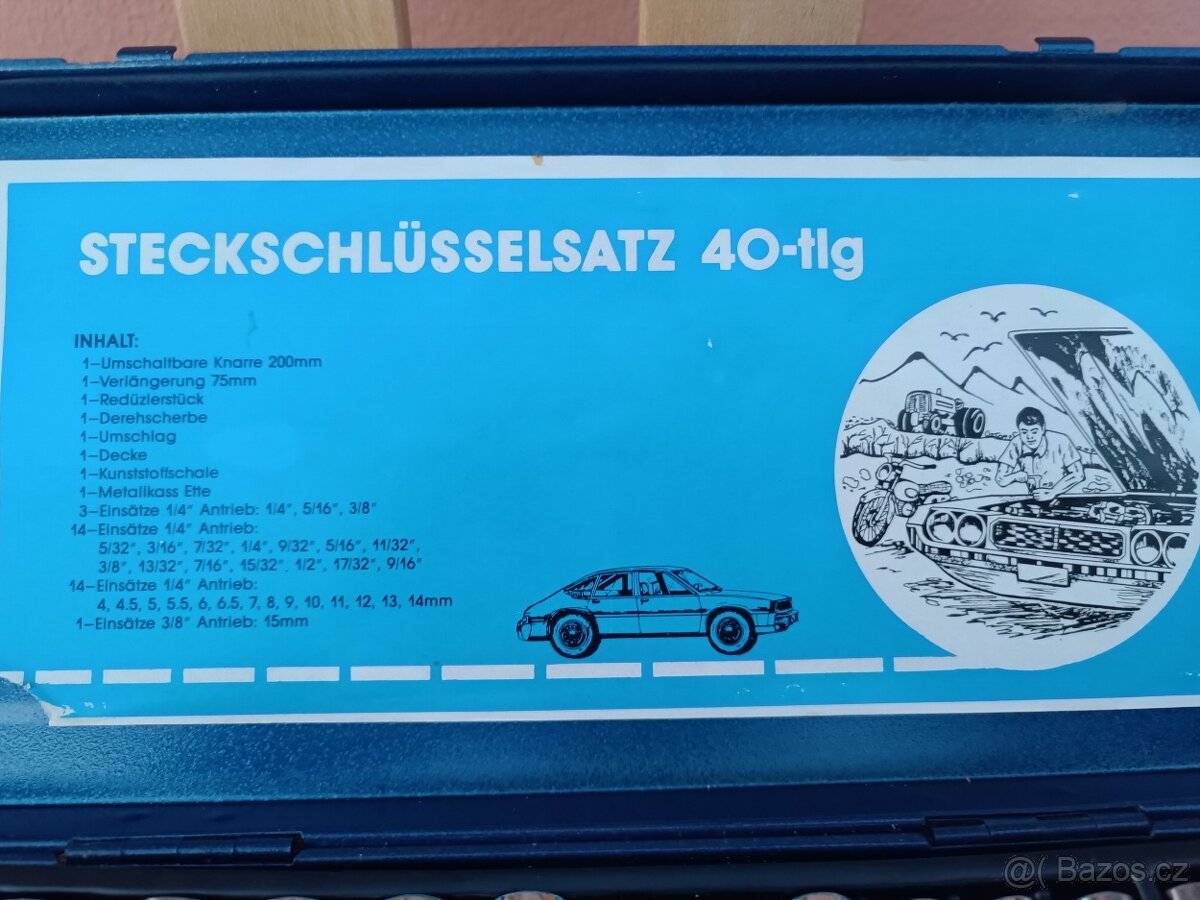 STECKSCHLÜSSELSATZ 40-tlg
INHALT:
1–Umschaltbare Knarre 200mm
1–Verlängerung 75mm
1–Redüzlerstück
1–Derehscherbe
1–Umschlag
1–Decke
1–Kunststoffschale
1–Metallkass Ette
3–Einsätze 1/4″ Antrieb: 1/4″, 5/16″, 3/8″
14–Einsätze 1/4″ Antrieb:
5/32″, 3/16″, 7/32″, 1/4″, 9/32″, 5/16″, 11/32″,
3/8″, 13/32″, 7/16″, 15/32″, 1/2″, 17/32″, 9/16″
14–Einsätze 1/4″ Antrieb:
4, 4.5, 5, 5.5, 6, 6.5, 7, 8, 9, 10, 11, 12, 13, 14mm
1–Einsätze 3/8″ Antrieb: 15mm
@( Bazos.cz